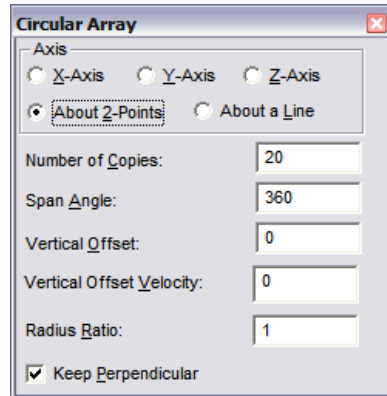 Circular Array
Axis
X-Axis Y-Axis Z-Axis
About 2-Points About a Line
Number of Copies: 20
Span Angle: 360
Vertical Offset: 0
Vertical Offset Velocity: 0
Radius Ratio: 1
Keep Perpendicular